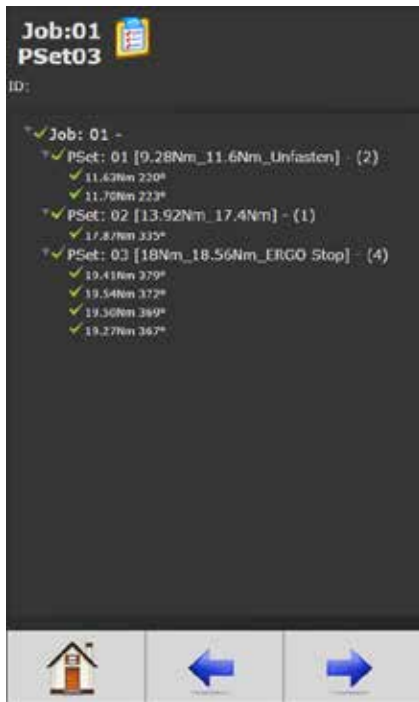 Job:01
PSet03
ID:
Job: 01 -
PSet: 01 [9.28Nm_11.6Nm_Unfasten] - (2)
11.63Nm 220°
11.70Nm 223°
PSet: 02 [13.92Nm_17.4Nm] - (1)
17.87Nm 335°
PSet: 03 [18Nm_18.56Nm_ERGO Stop] - (4)
19.41Nm 379°
19.54Nm 372°
19.50Nm 369°
19.27Nm 367°